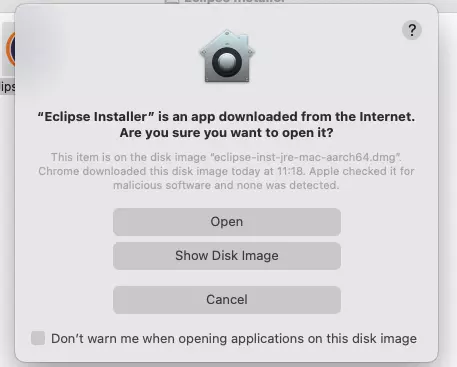 Eclipse Installer
?
“Eclipse Installer” is an app downloaded from the Internet.
Are you sure you want to open it?
This item is on the disk image “eclipse-inst-jre-mac-aarch64.dmg”.
Chrome downloaded this disk image today at 11:18. Apple checked it for
malicious software and none was detected.
Open
Show Disk Image
Cancel
Don’t warn me when opening applications on this disk image